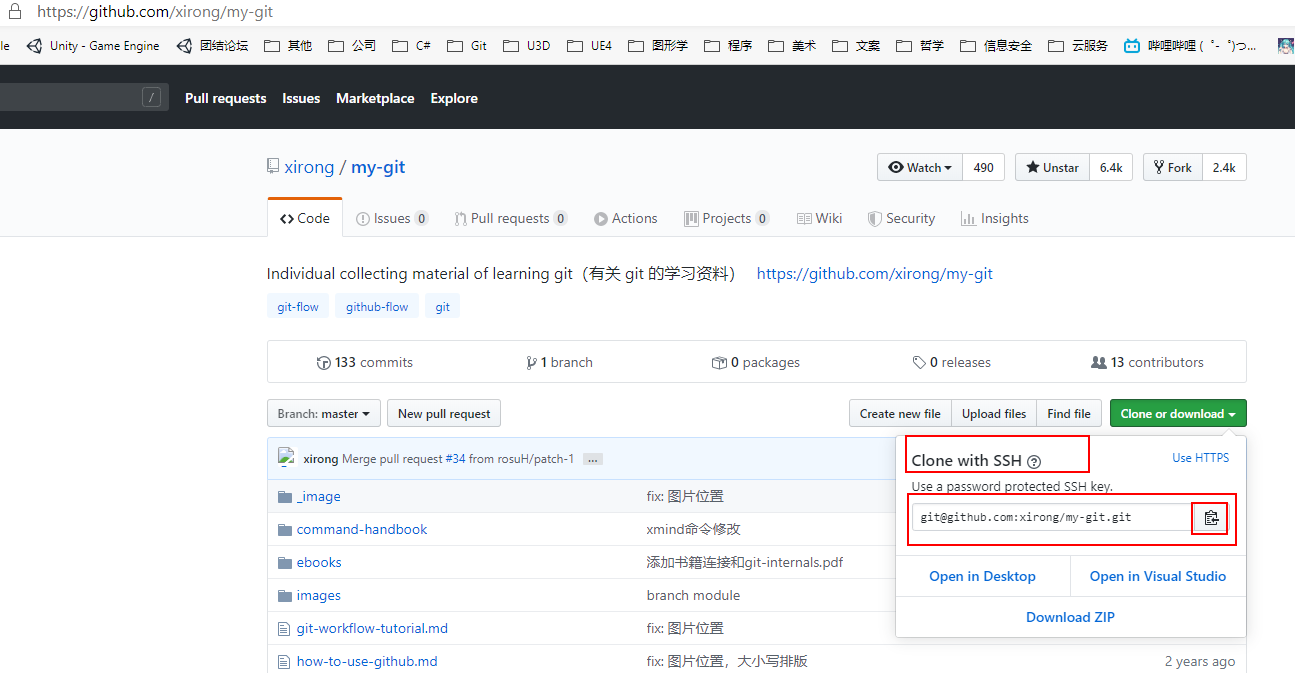 https://github.com/xirong/my-git
le Unity - Game Engine 团结论坛 其他 公司 C# Git U3D UE4 图形学 程序 美术 文案 哲学 信息安全 云服务 哔哩哔哩 ( ゜- ゜)つ...
/ Pull requests Issues Marketplace Explore
xirong / my-git Watch 490 Unstar 6.4k Fork 2.4k
Code Issues 0 Pull requests 0 Actions Projects 0 Wiki Security Insights
Individual collecting material of learning git（有关 git 的学习资料） https://github.com/xirong/my-git
git-flow github-flow git
133 commits 1 branch 0 packages 0 releases 13 contributors
Branch: master New pull request Create new file Upload files Find file Clone or download
xirong Merge pull request #34 from rosuH/patch-1 ...
Clone with SSH ? Use HTTPS
Use a password protected SSH key.
_image fix: 图片位置
git@github.com:xirong/my-git.git
command-handbook xmind命令修改
ebooks 添加书籍连接和git-internals.pdf
Open in Desktop Open in Visual Studio
images branch module
Download ZIP
git-workflow-tutorial.md fix: 图片位置
how-to-use-github.md fix: 图片位置，大小写排版 2 years ago